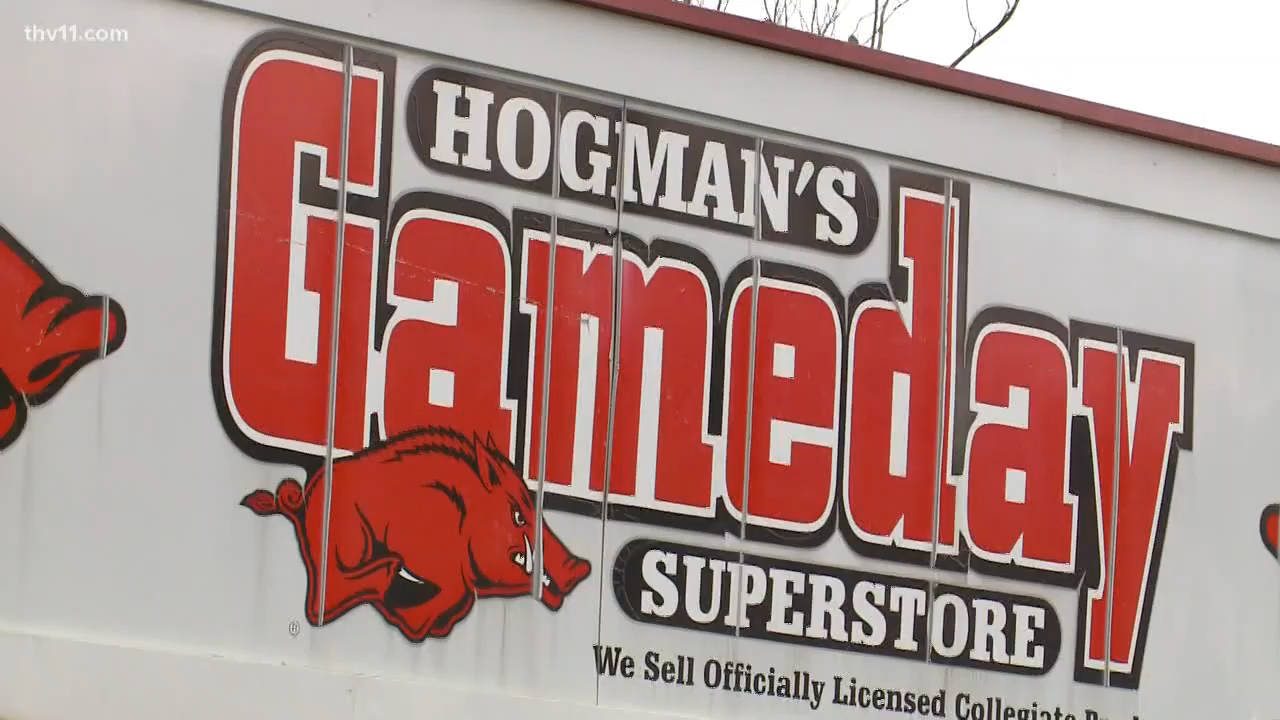 thv11.com
HOGMAN'S
Gameday
SUPERSTORE
®
We Sell Officially Licensed Collegiate